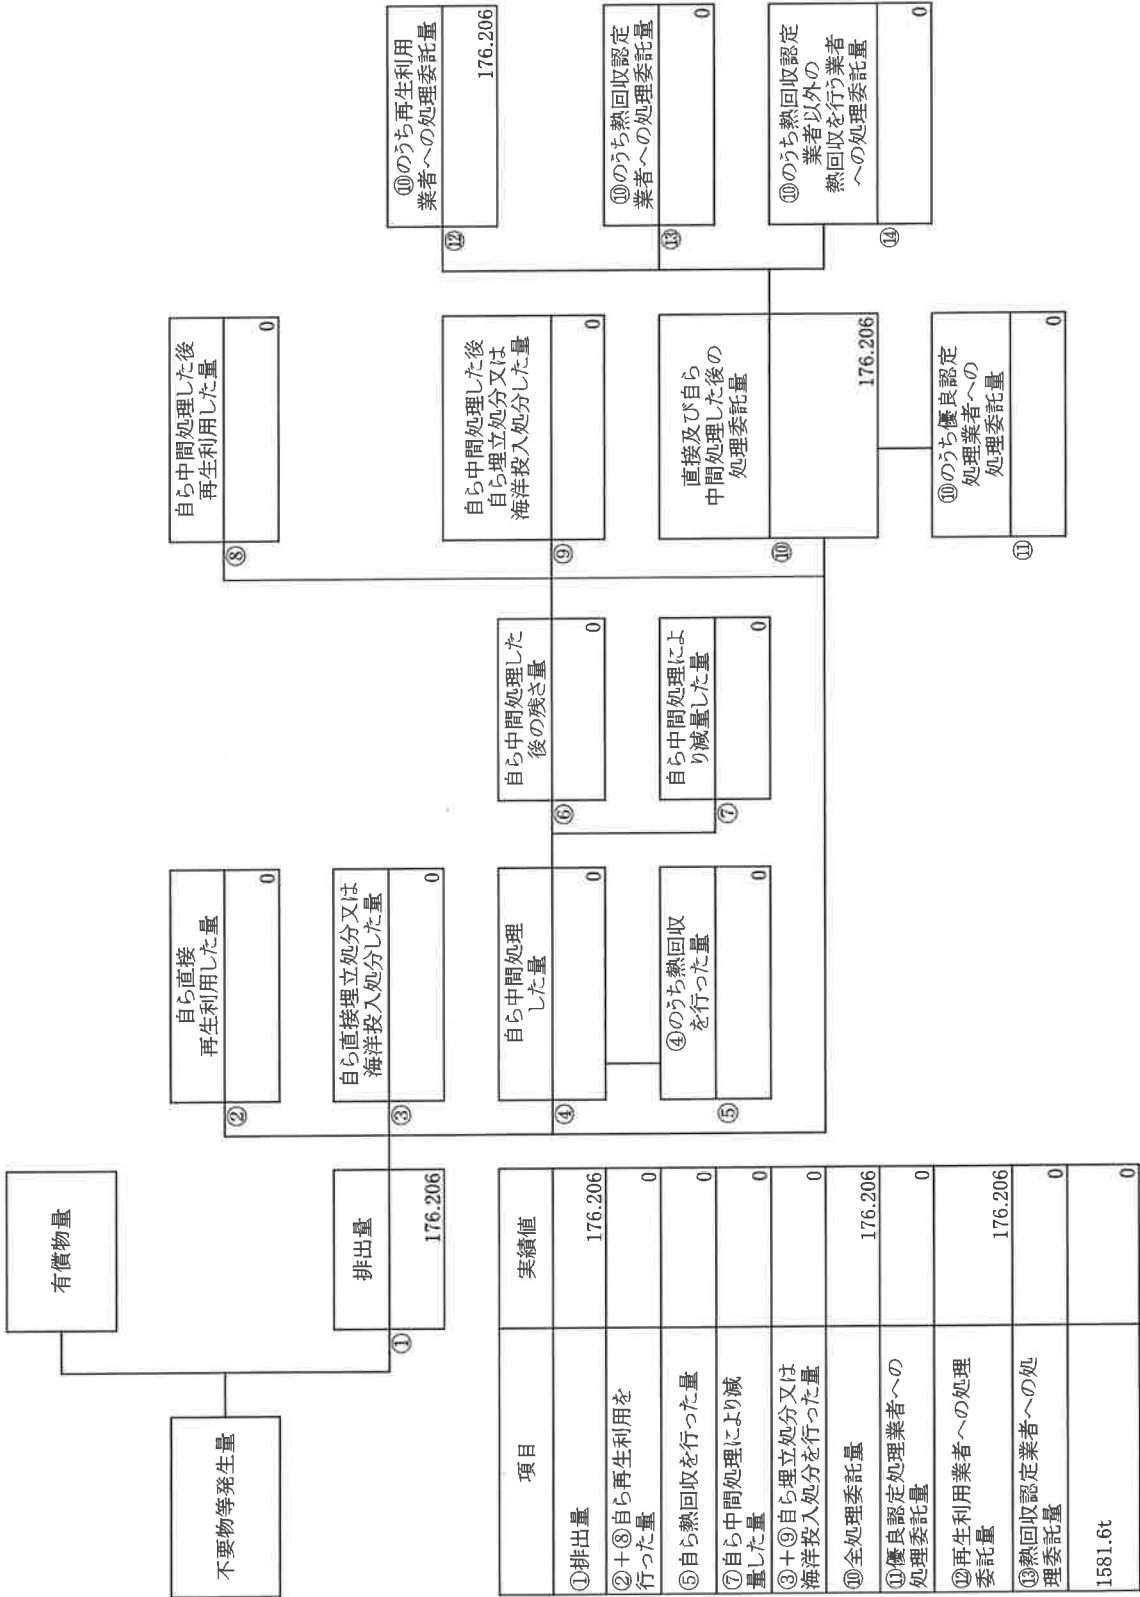 不要物等発生量
有償物量
排出量
①
176.206
自ら直接
再生利用した量
②
0
自ら直接埋立処分又は
海洋投入処分した量
③
0
自ら中間処理
した量
④
0
④のうち熱回収
を行った量
⑤
0
自ら中間処理した
後の残さ量
⑥
0
自ら中間処理によ
り減量した量
⑦
0
自ら中間処理した後
再生利用した量
⑧
0
自ら中間処理した後
自ら埋立処分又は
海洋投入処分した量
⑨
0
直接及び自ら
中間処理した後の
処理委託量
⑩
176.206
⑩のうち優良認定
処理業者への
処理委託量
⑪
0
⑩のうち再生利用
業者への処理委託量
⑫
176.206
⑩のうち熱回収認定
業者への処理委託量
⑬
0
⑩のうち熱回収認定
業者以外の
熱回収を行う業者
への処理委託量
⑭
0
項目 実績値
①排出量 176.206
②+⑧自ら再生利用を
行った量 0
⑤自ら熱回収を行った量 0
⑦自ら中間処理により減
量した量 0
③+⑨自ら埋立処分又は
海洋投入処分を行った量 0
⑩全処理委託量 176.206
⑪優良認定処理業者への
処理委託量 0
⑫再生利用業者への処理
委託量 176.206
⑬熱回収認定業者への処
理委託量 0
1581.6t 0